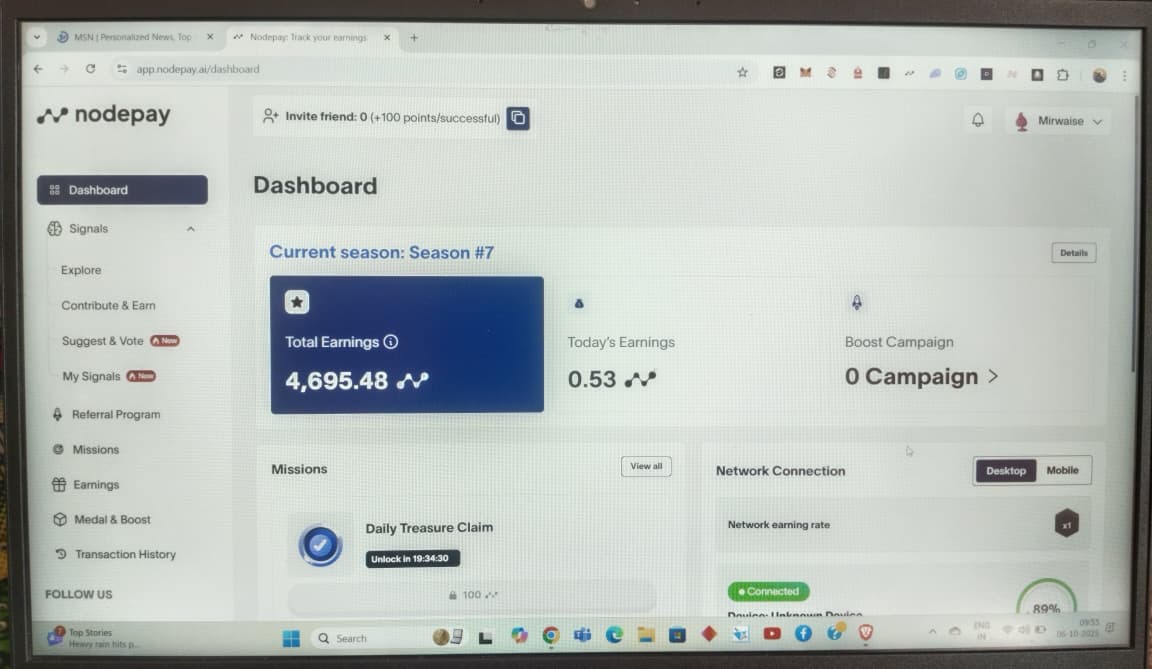 MSN | Personalized News, Top
Nodepay: Track your earnings
app.nodepay.ai/dashboard
nodepay
Invite friend: 0 (+100 points/successful)
Mirwaise
Dashboard
Dashboard
Signals
Explore
Contribute & Earn
Suggest & Vote New
My Signals New
Referral Program
Missions
Earnings
Medal & Boost
Transaction History
FOLLOW US
Current season: Season #7
Details
Total Earnings
4,695.48
Today's Earnings
0.53
Boost Campaign
0 Campaign
Missions
View all
Daily Treasure Claim
Unlock in 19:34:30
100
Network Connection
Desktop
Mobile
Network earning rate
x1
Connected
89%
Device: Unknown Device
Top Stories
Heavy rain hits p...
Search
ENG
IN
09:55
06-10-2025